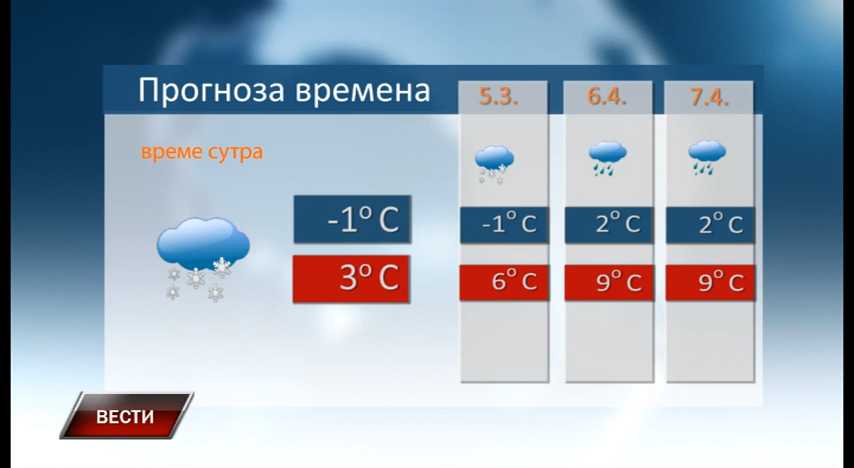 Прогноза времена
5.3.
6.4.
7.4.
време сутра
-1° C
3° C
-1° C
2° C
2° C
6° C
9° C
9° C
ВЕСТИ